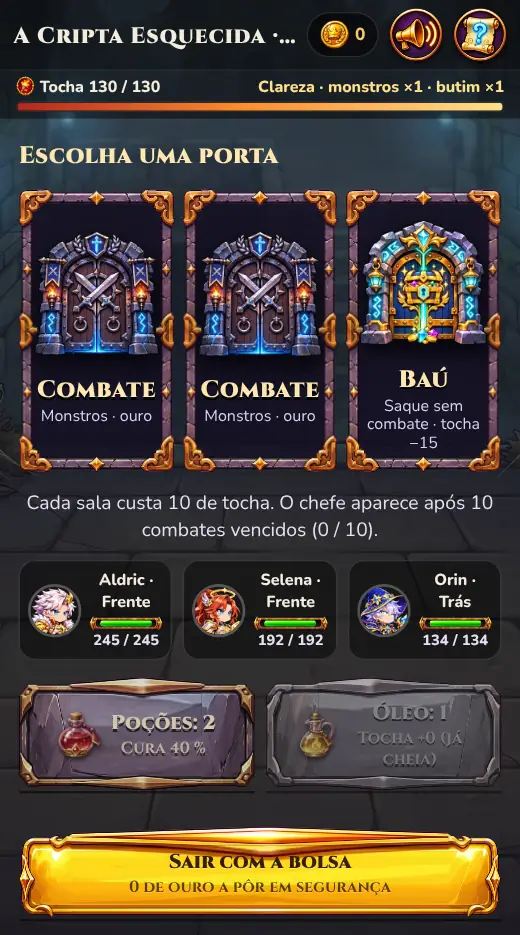 A Cripta Esquecida ·...
0
Tocha 130 / 130
Clareza · monstros ×1 · butim ×1
Escolha uma porta
Combate
Monstros · ouro
Combate
Monstros · ouro
Baú
Saque sem
combate · tocha
−15
Cada sala custa 10 de tocha. O chefe aparece após 10
combates vencidos (0 / 10).
Aldric ·
Frente
245 / 245
Selena ·
Frente
192 / 192
Orin ·
Trás
134 / 134
Poções: 2
Cura 40 %
Óleo: 1
Tocha +0 (já
cheia)
Sair com a bolsa
0 de ouro a pôr em segurança